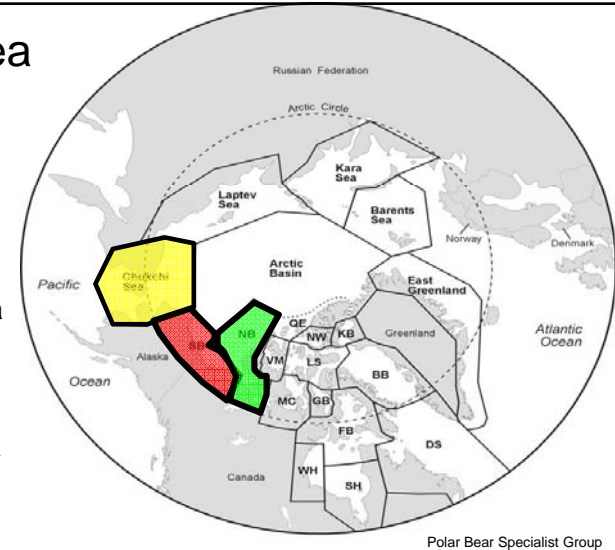 ea
Russian Federation
Arctic Circle
Kara
Sea
Laptev
Sea
Barents
Sea
Norway
Denmark
Arctic
Basin
East
Greenland
Pacific
Chukchi
Sea
a
QE
NB
NW
KB
Greenland
Atlantic
Ocean
SB
Alaska
VM
LS
BB
Ocean
MC
GB
FB
DS
Canada
WH
SH
Polar Bear Specialist Group